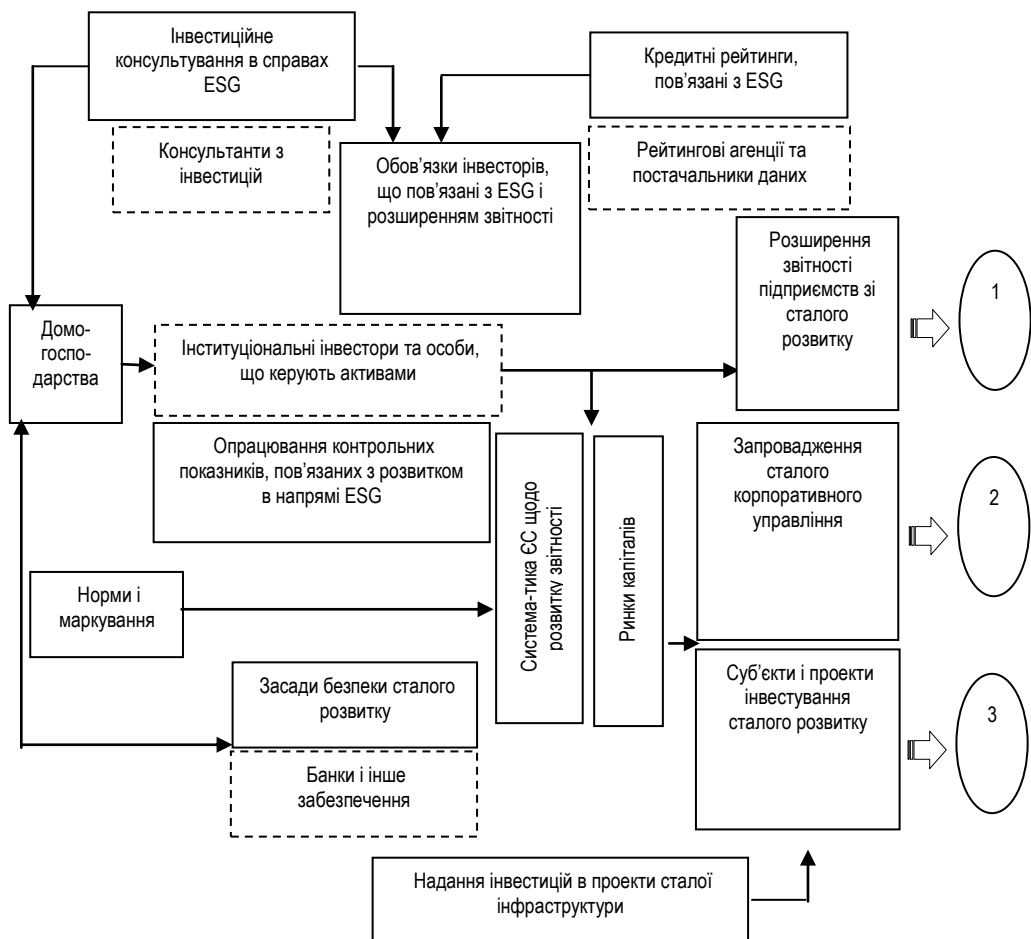 Інвестиційне
консультування в справах
ESG
Кредитні рейтинги,
пов’язані з ESG
Консультанти з
інвестицій
Обов’язки інвесторів,
що пов’язані з ESG і
розширенням звітності
Рейтингові агенції та
постачальники даних
Розширення
звітності
підприємств зі
сталого
розвитку
1
Домо-
госпо-
дарства
Інституціональні інвестори та особи,
що керують активами
Опрацювання контрольних
показників, пов’язаних з розвитком
в напрямі ESG
Система-тика ЄС щодо
розвитку звітності
Ринки капіталів
Запровадження
сталого
корпоративного
управління
2
Норми і
маркування
Засади безпеки сталого
розвитку
Банки і інше
забезпечення
Суб’єкти і проекти
інвестування
сталого розвитку
3
Надання інвестицій в проекти сталої
інфраструктури